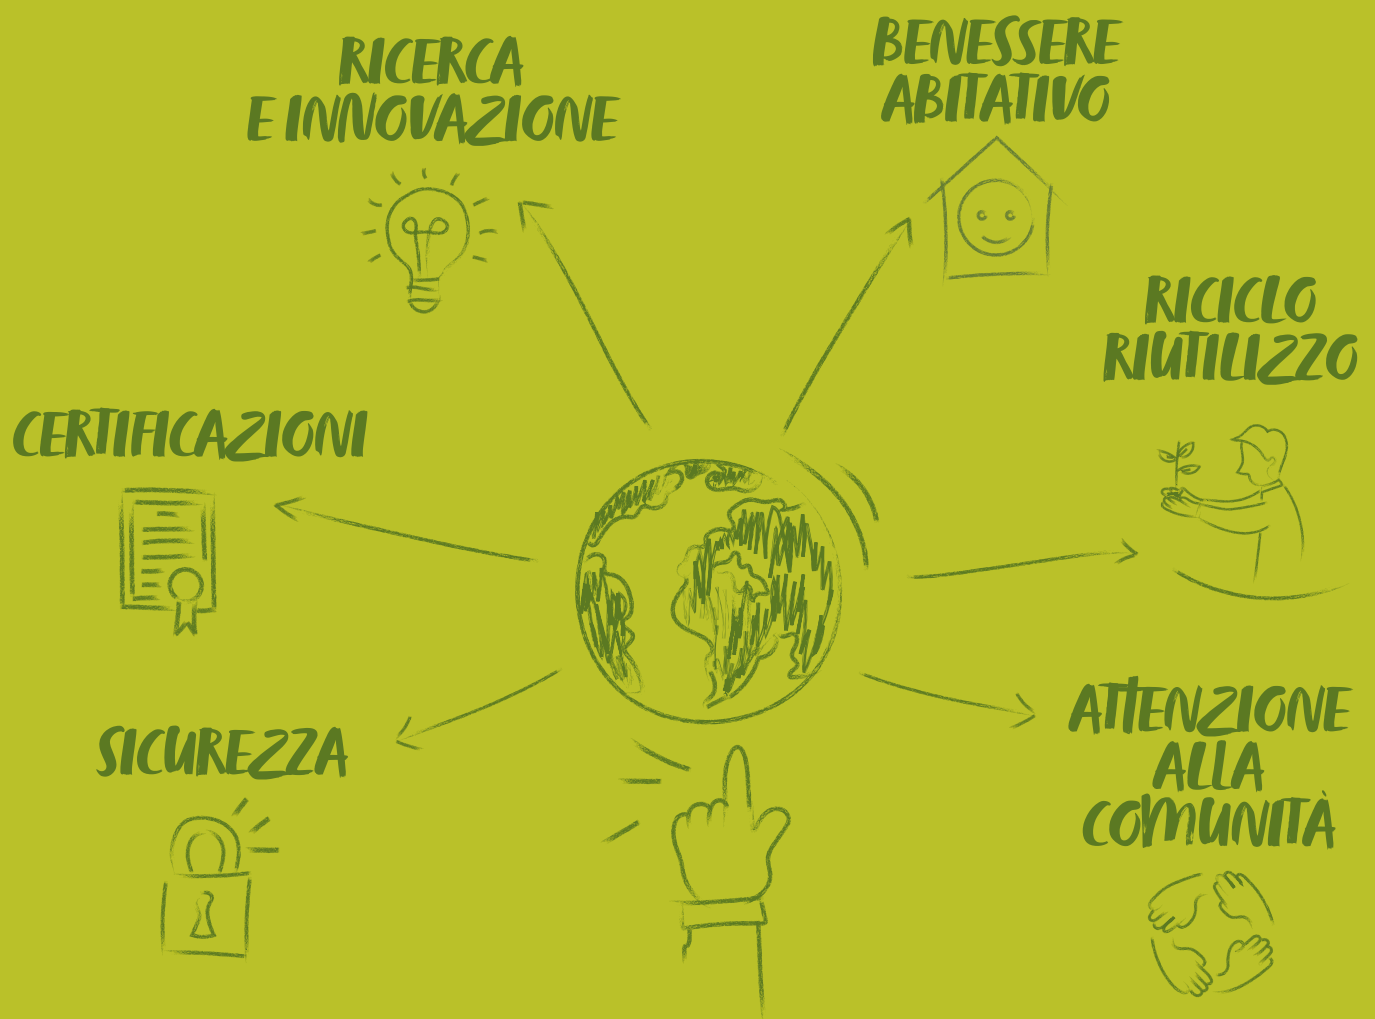 RICERCA
E INNOVAZIONE
BENESSERE
ABITATIVO
RICICLO
RIUTILIZZO
CERTIFICAZIONI
SICUREZZA
ATTENZIONE
ALLA
COMUNITÀ